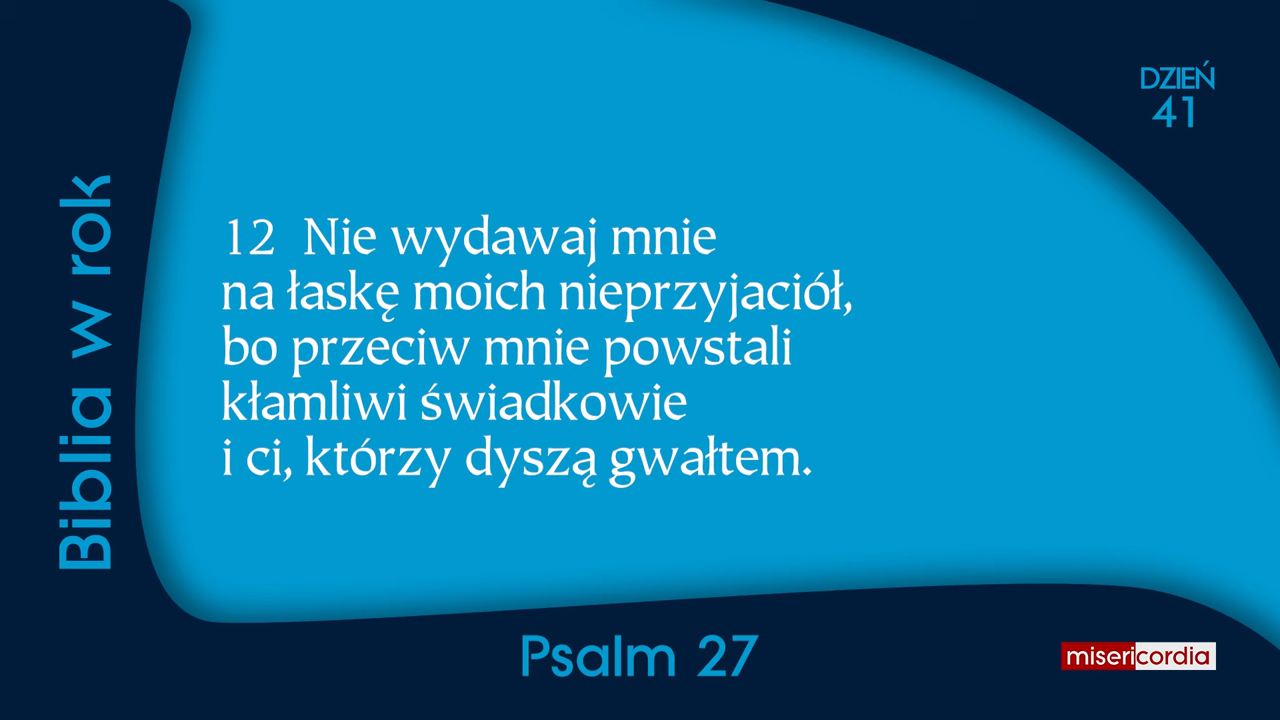 Biblia w rok
DZIEŃ
41
12 Nie wydawaj mnie
na łaskę moich nieprzyjaciół,
bo przeciw mnie powstali
kłamliwi świadkowie
i ci, którzy dyszą gwałtem.
Psalm 27
misericordia